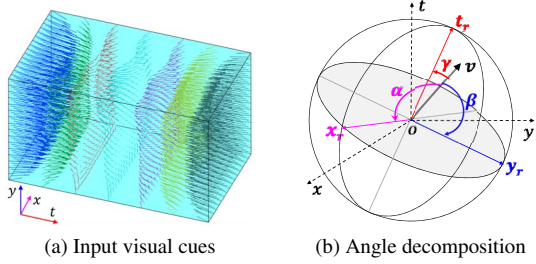 y
x
t
(a) Input visual cues
t
t_r
γ
v
α
β
x_r
o
y
x
y_r
(b) Angle decomposition